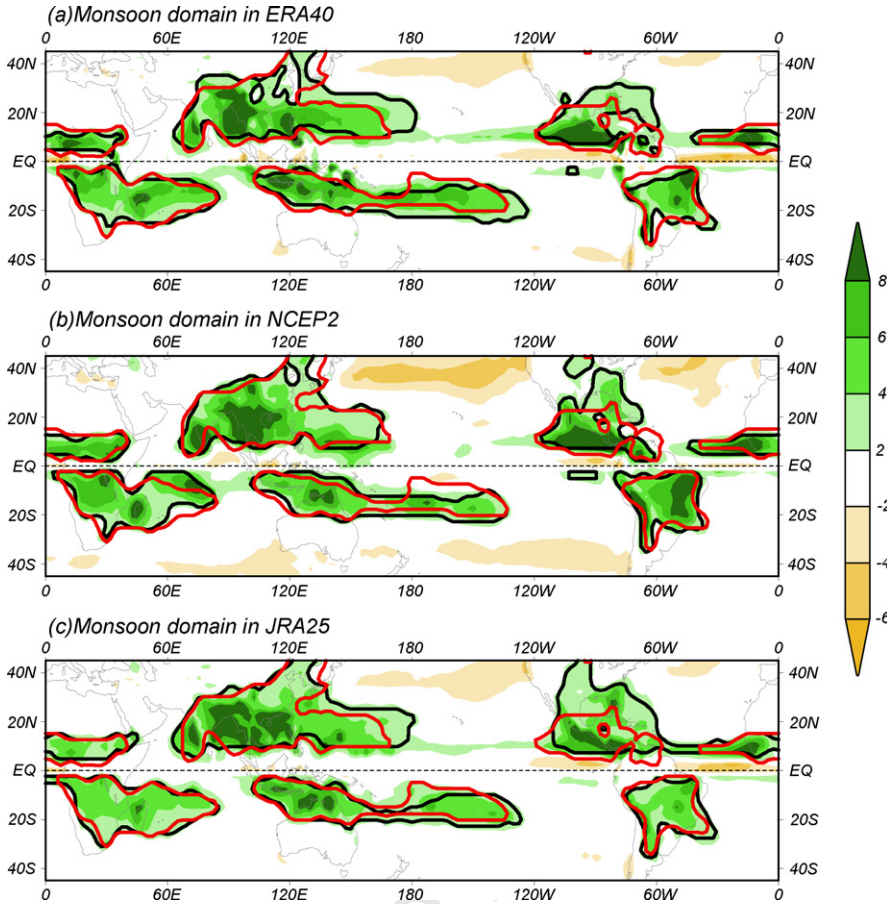 (a)Monsoon domain in ERA40
0 60E 120E 180 120W 60W 0
40N 40N
20N 20N
EQ EQ
20S 20S
40S 40S
0 60E 120E 180 120W 60W 0
(b)Monsoon domain in NCEP2
0 60E 120E 180 120W 60W 0
40N 40N
20N 20N
EQ EQ
20S 20S
40S 40S
0 60E 120E 180 120W 60W 0
(c)Monsoon domain in JRA25
0 60E 120E 180 120W 60W 0
40N 40N
20N 20N
EQ EQ
20S 20S
40S 40S
0 60E 120E 180 120W 60W 0
8
6
4
2
-2
-4
-6